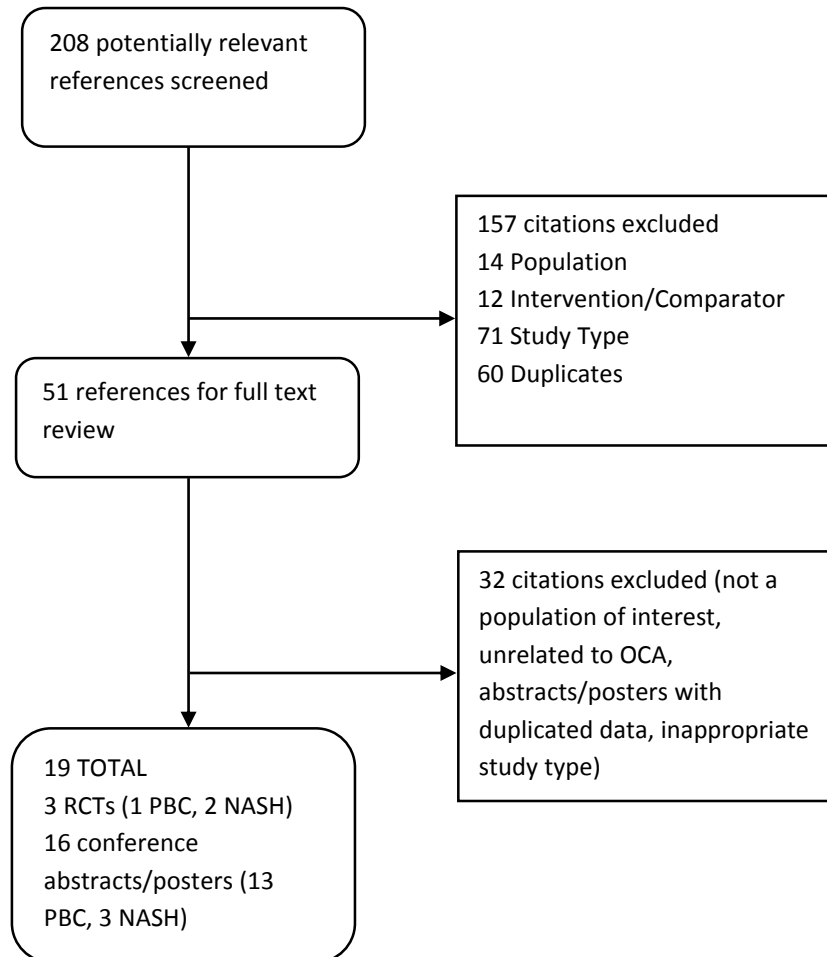 208 potentially relevant
references screened
157 citations excluded
14 Population
12 Intervention/Comparator
71 Study Type
60 Duplicates
51 references for full text
review
32 citations excluded (not a
population of interest,
unrelated to OCA,
abstracts/posters with
duplicated data, inappropriate
study type)
19 TOTAL
3 RCTs (1 PBC, 2 NASH)
16 conference
abstracts/posters (13
PBC, 3 NASH)